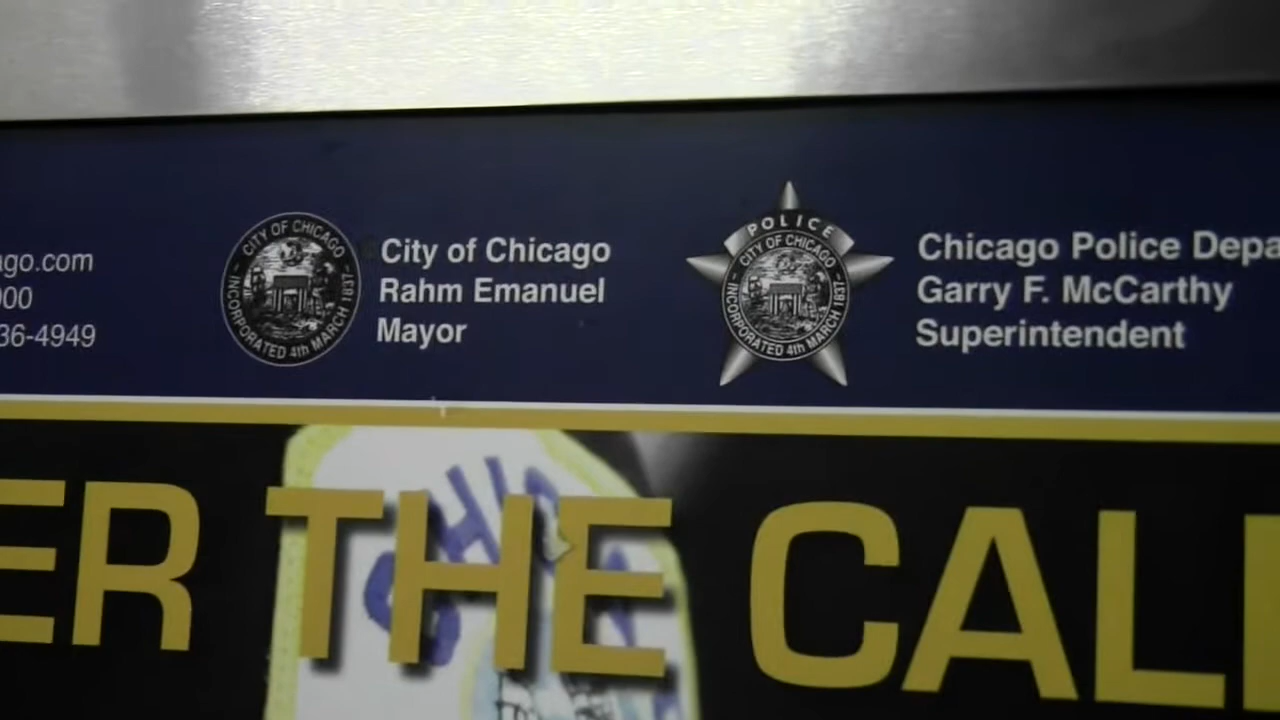 ago.com
000
36-4949
CITY OF CHICAGO
INCORPORATED 4th MARCH 1837
City of Chicago
Rahm Emanuel
Mayor
POLICE
CITY OF CHICAGO
INCORPORATED 4th MARCH 1837
Chicago Police Depa
Garry F. McCarthy
Superintendent
ER THE CALL
CHIC